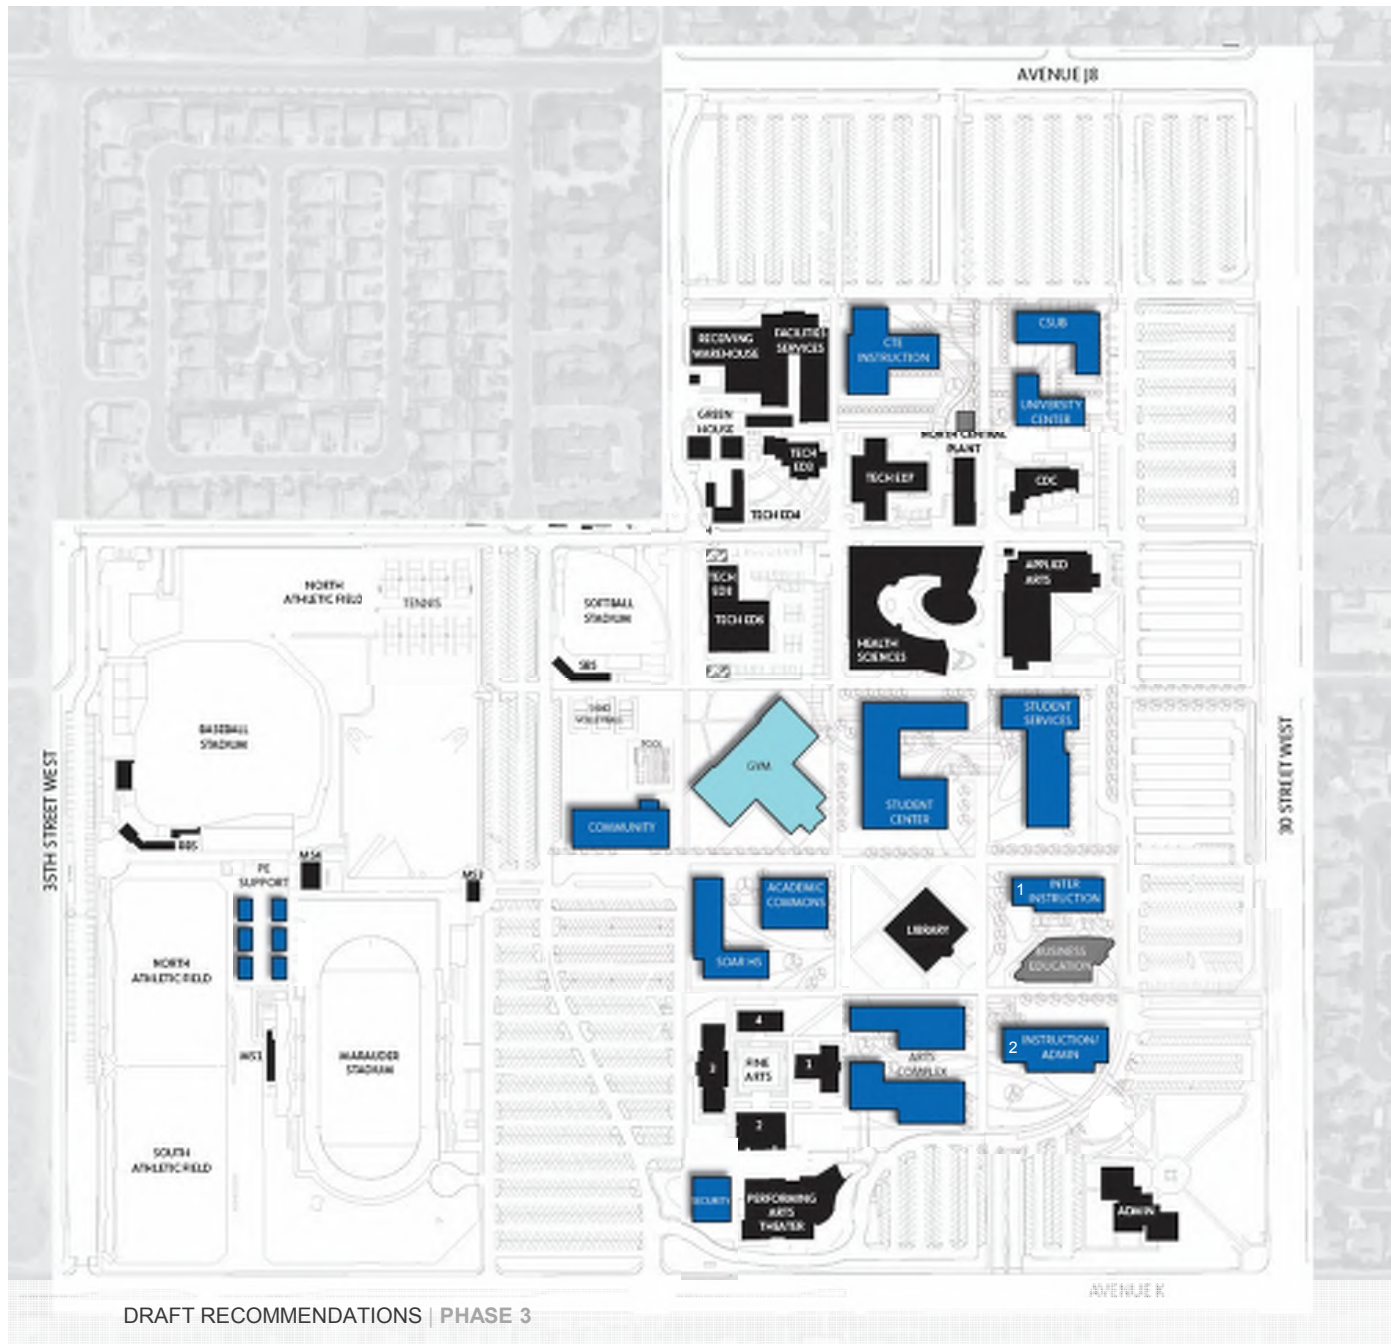 AVENUE J8
RECEIVING
WAREHOUSE
FACILITIES
SERVICES
CTE
INSTRUCTION
CSUB
UNIVERSITY
CENTER
GREEN
HOUSE
NORTH CENTRAL
PLANT
TECH
ED3
TECH ED7
CDC
TECH ED4
NORTH
ATHLETIC FIELD
TENNIS
SOFTBALL
STADIUM
SBS
TECH
ED8
TECH ED6
HEALTH
SCIENCES
APPLIED
ARTS
SAND
VOLLEYBALL
POOL
BASEBALL
STADIUM
GYM
STUDENT
CENTER
STUDENT
SERVICES
35TH STREET WEST
30 STREET WEST
COMMUNITY
BBS
PE
SUPPORT
MS4
MS3
ACADEMIC
COMMONS
SOAR HS
LIBRARY
1
INTER
INSTRUCTION
BUSINESS
EDUCATION
NORTH
ATHLETIC FIELD
MS1
MARAUDER
STADIUM
4
3
FINE
ARTS
1
2
ARTS
COMPLEX
2
INSTRUCTION/
ADMIN
SOUTH
ATHLETIC FIELD
SECURITY
PERFORMING
ARTS
THEATER
ADMIN
AVENUE K
DRAFT RECOMMENDATIONS | PHASE 3